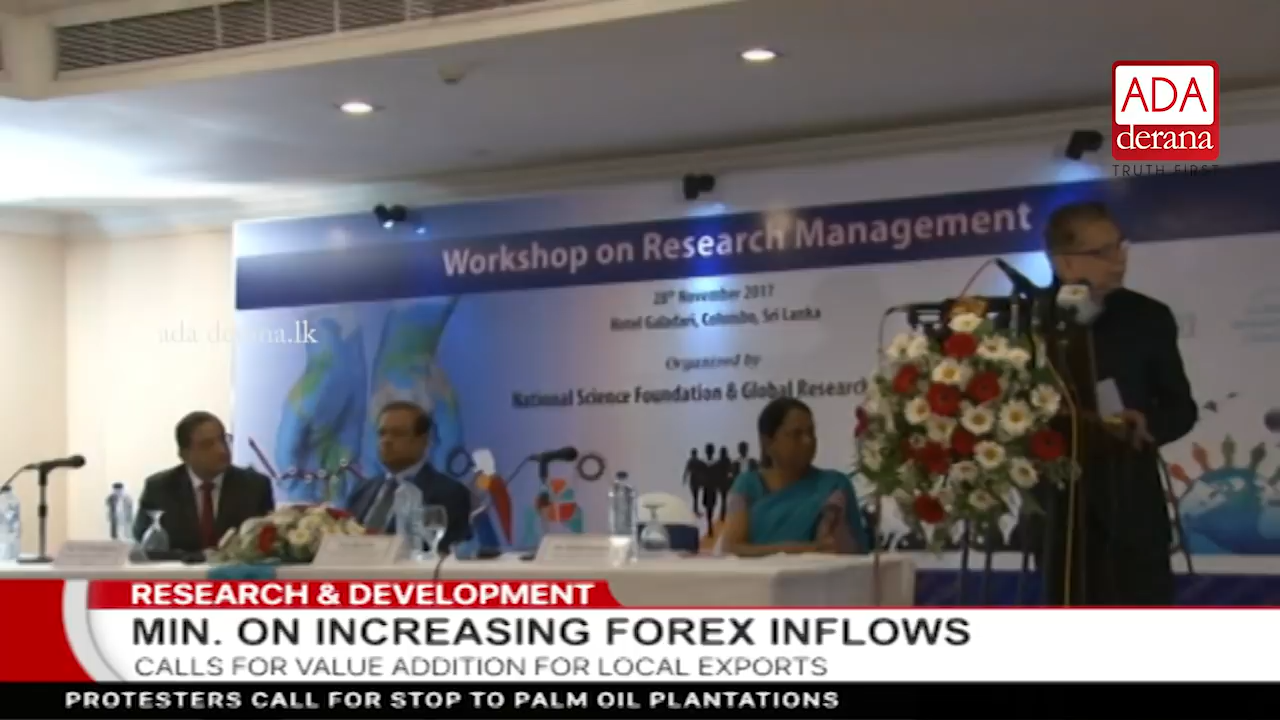 ADA
derana
TRUTH FIRST
Workshop on Research Management
28th November 2017
Hotel Galadari, Colombo, Sri Lanka
ada derana.lk
Organized by
National Science Foundation & Global Research
RESEARCH & DEVELOPMENT
MIN. ON INCREASING FOREX INFLOWS
CALLS FOR VALUE ADDITION FOR LOCAL EXPORTS
PROTESTERS CALL FOR STOP TO PALM OIL PLANTATIONS